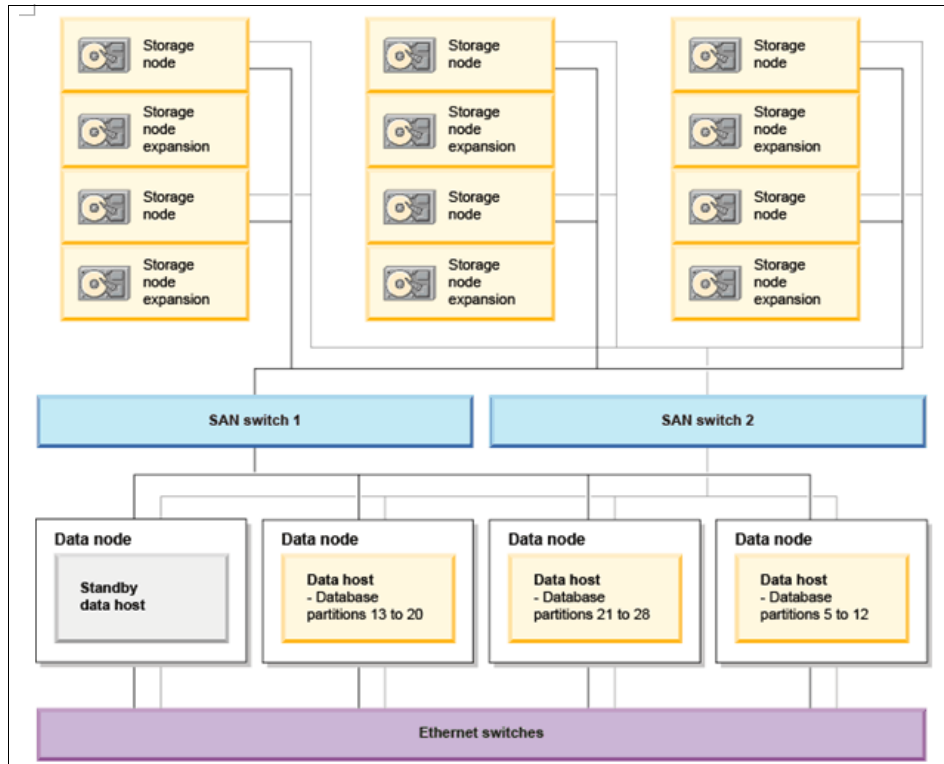 Storage
node
Storage
node
expansion
Storage
node
Storage
node
expansion
Storage
node
Storage
node
expansion
Storage
node
Storage
node
expansion
Storage
node
Storage
node
expansion
Storage
node
Storage
node
expansion
SAN switch 1
SAN switch 2
Data node
Standby
data host
Data node
Data host
- Database
partitions 13 to 20
Data node
Data host
- Database
partitions 21 to 28
Data node
Data host
- Database
partitions 5 to 12
Ethernet switches